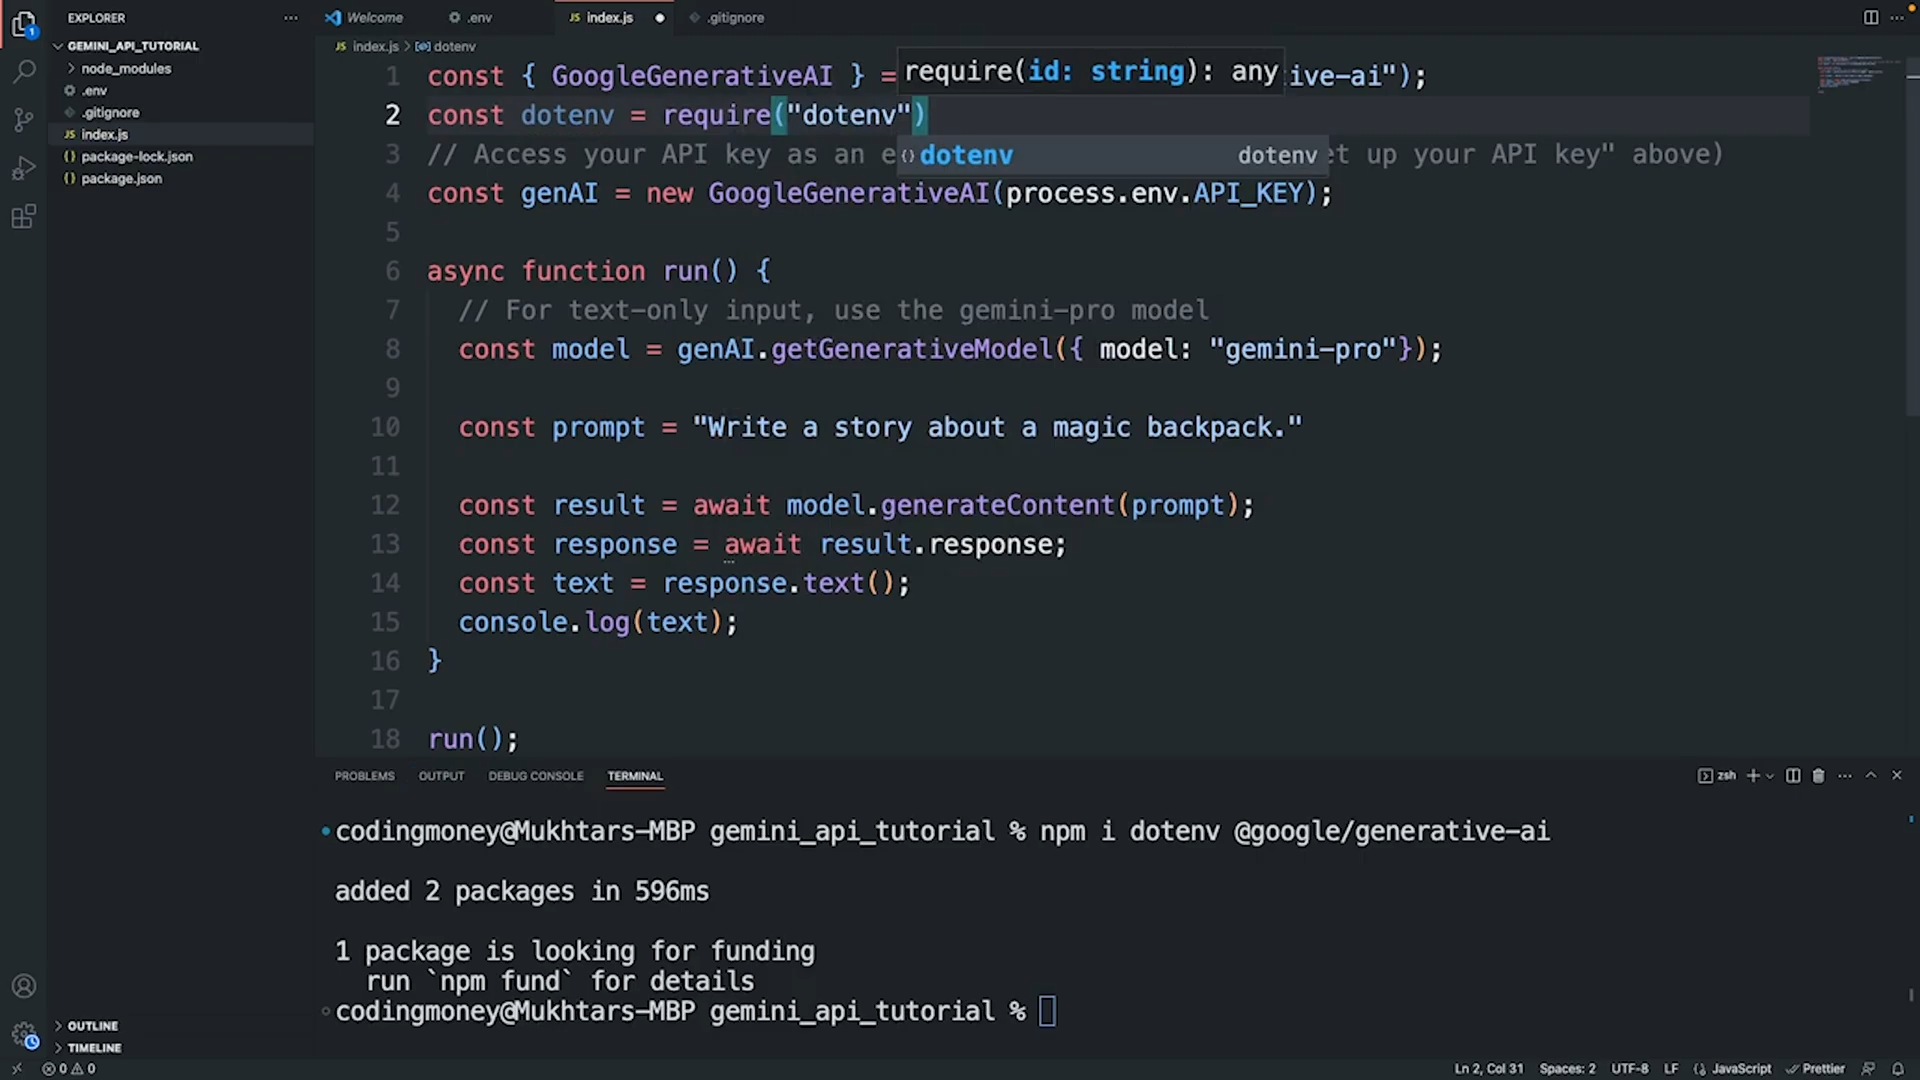 EXPLORER
GEMINI_API_TUTORIAL
node_modules
.env
.gitignore
JS index.js
{} package-lock.json
{} package.json
OUTLINE
TIMELINE
1
Welcome
.env
JS index.js
.gitignore
JS index.js > dotenv
1 const { GoogleGenerativeAI } = ive-ai");
require(id: string): any
2 const dotenv = require("dotenv")
dotenv dotenv
3 // Access your API key as an e t up your API key" above)
4 const genAI = new GoogleGenerativeAI(process.env.API_KEY);
5
6 async function run() {
7 // For text-only input, use the gemini-pro model
8 const model = genAI.getGenerativeModel({ model: "gemini-pro"});
9
10 const prompt = "Write a story about a magic backpack."
11
12 const result = await model.generateContent(prompt);
13 const response = await result.response;
14 const text = response.text();
15 console.log(text);
16 }
17
18 run();
PROBLEMS OUTPUT DEBUG CONSOLE TERMINAL
zsh
codingmoney@Mukhtars-MBP gemini_api_tutorial % npm i dotenv @google/generative-ai
added 2 packages in 596ms
1 package is looking for funding
run `npm fund` for details
codingmoney@Mukhtars-MBP gemini_api_tutorial %
0 0
Ln 2, Col 31 Spaces: 2 UTF-8 LF {} JavaScript Prettier